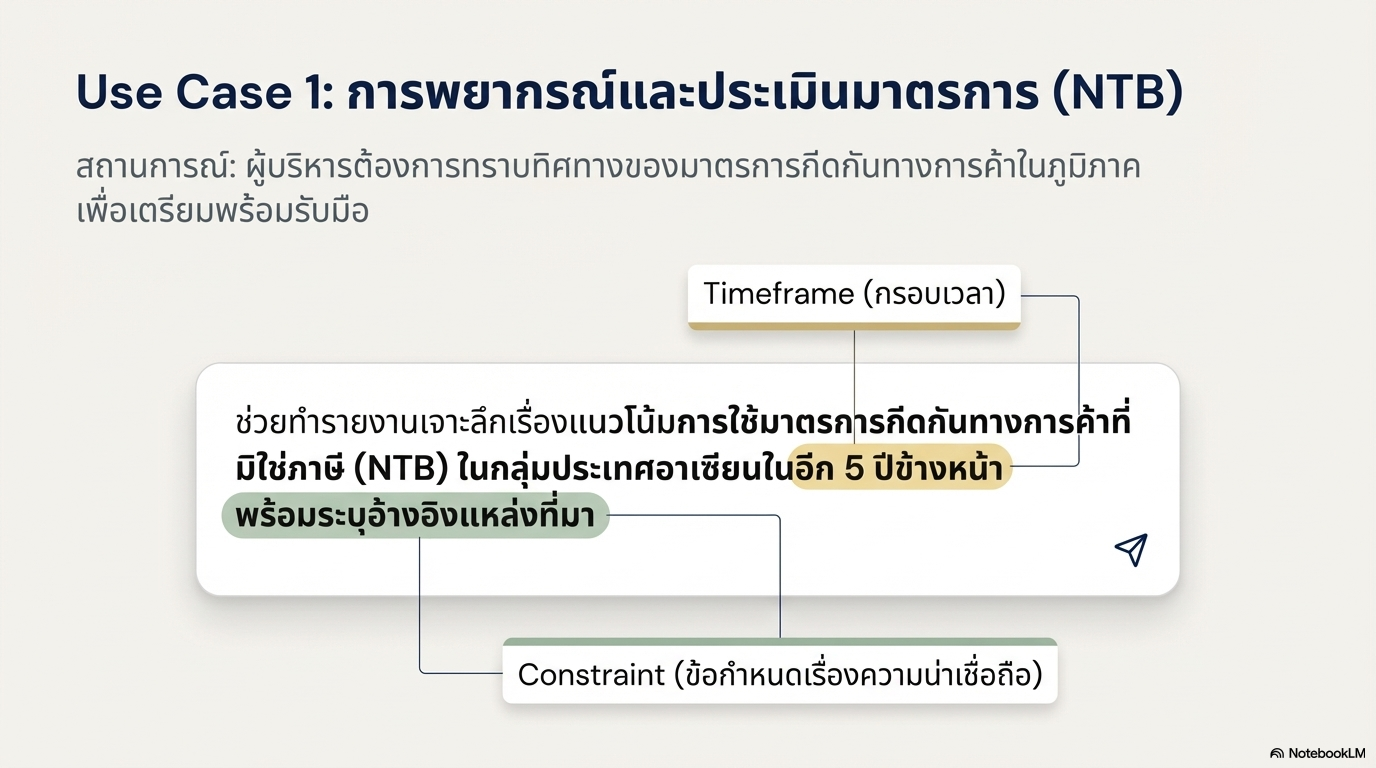 Use Case 1: การพยากรณ์และประเมินมาตรการ (NTB)
สถานการณ์: ผู้บริหารต้องการทราบทิศทางของมาตรการกีดกันทางการค้าในภูมิภาค
เพื่อเตรียมพร้อมรับมือ
Timeframe (กรอบเวลา)
ช่วยทำรายงานเจาะลึกเรื่องแนวโน้มการใช้มาตรการกีดกันทางการค้าที่
มิใช่ภาษี (NTB) ในกลุ่มประเทศอาเซียนในอีก 5 ปีข้างหน้า
พร้อมระบุอ้างอิงแหล่งที่มา
Constraint (ข้อกำหนดเรื่องความน่าเชื่อถือ)
NotebookLM